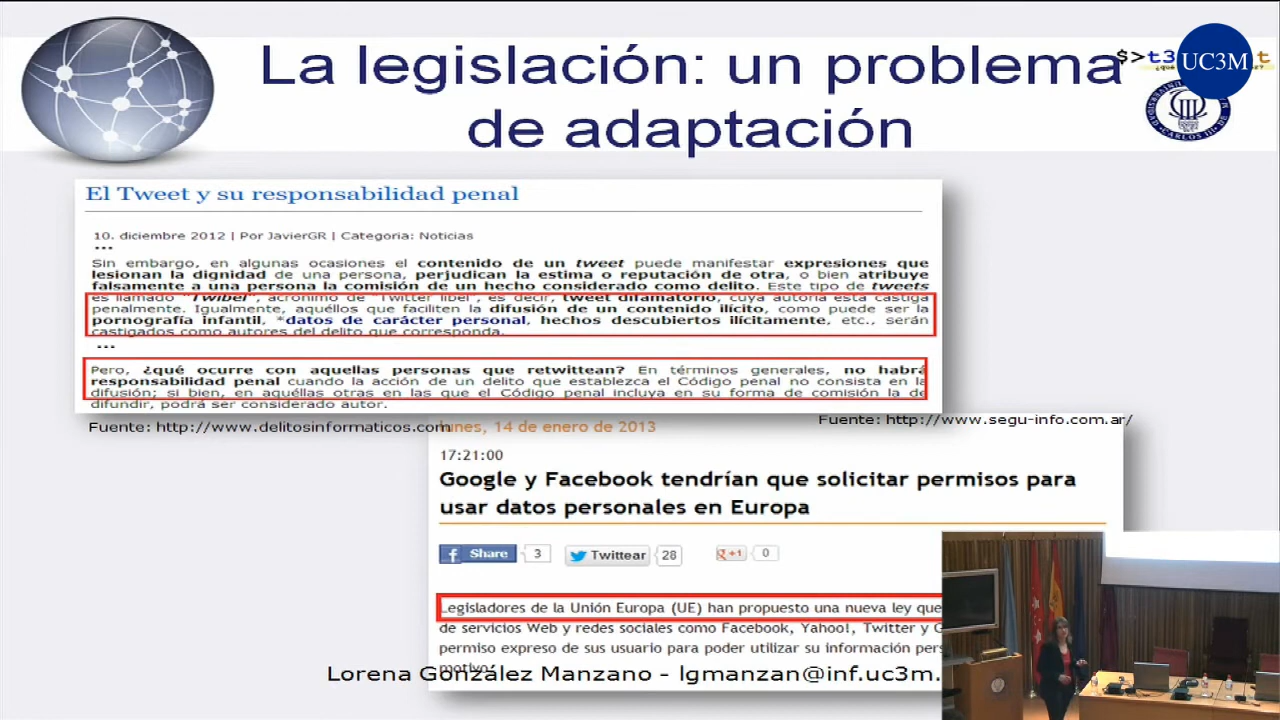 La legislación: un problema
de adaptación
$>t3
t
UC3M
El Tweet y su responsabilidad penal
10. diciembre 2012 | Por JavierGR | Categoria: Noticias
...
Sin embargo, en algunas ocasiones el contenido de un tweet puede manifestar expresiones que
lesionan la dignidad de una persona, perjudican la estima o reputación de otra, o bien atribuye
falsamente a una persona la comisión de un hecho considerado como delito. Este tipo de tweets
es llamado "Twibel", acrónimo de "Twitter libel", es decir, tweet difamatorio, cuya autoría está castiga
penalmente. Igualmente, aquéllos que faciliten la difusión de un contenido ilícito, como puede ser la
pornografía infantil, *datos de carácter personal, hechos descubiertos ilícitamente, etc., serán
castigados como autores del delito que corresponda.
...
Pero, ¿qué ocurre con aquellas personas que retwittean? En términos generales, no habrá
responsabilidad penal cuando la acción de un delito que establezca el Código penal no consista en la
difusión; si bien, en aquéllas otras en las que el Código penal incluya en su forma de comisión la de
difundir, podrá ser considerado autor.
Fuente: http://www.delitosinformaticos.com
Fuente: http://www.segu-info.com.ar/
lunes, 14 de enero de 2013
17:21:00
Google y Facebook tendrían que solicitar permisos para
usar datos personales en Europa
Share 3 Twittear 28 +1 0
Legisladores de la Unión Europa (UE) han propuesto una nueva ley que
de servicios Web y redes sociales como Facebook, Yahoo!, Twitter y G
permiso expreso de sus usuario para poder utilizar su información pers
motivo.
Lorena González Manzano - lgmanzan@inf.uc3m.